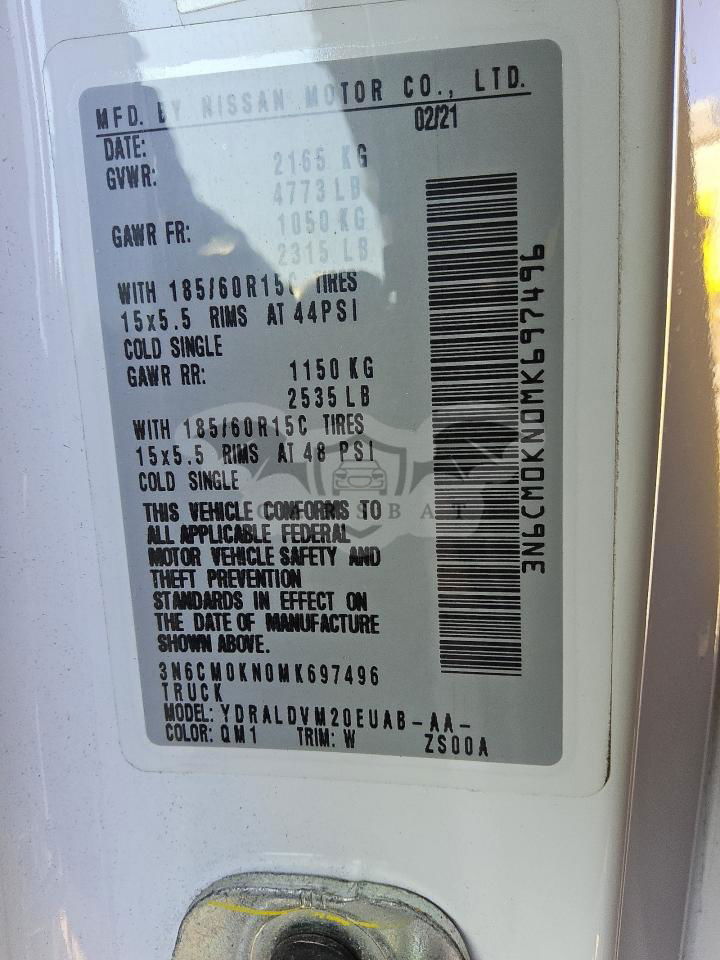 MFD. BY NISSAN MOTOR CO., LTD.
DATE: 02/21
GVWR: 2165 KG
4773 LB
GAWR FR: 1050 KG
2315 LB
WITH 185/60R15C TIRES
15x5.5 RIMS AT 44PSI
COLD SINGLE
GAWR RR: 1150 KG
2535 LB
WITH 185/60R15C TIRES
15x5.5 RIMS AT 48 PSI
COLD SINGLE
THIS VEHICLE CONFORMS TO
ALL APPLICABLE FEDERAL
MOTOR VEHICLE SAFETY AND
THEFT PREVENTION
STANDARDS IN EFFECT ON
THE DATE OF MANUFACTURE
SHOWN ABOVE.
3N6CM0KN0MK697496
TRUCK
MODEL: YDRALDVM20EUAB-AA-
COLOR: QM1 TRIM: W ZS00A
3N6CM0KN0MK697496